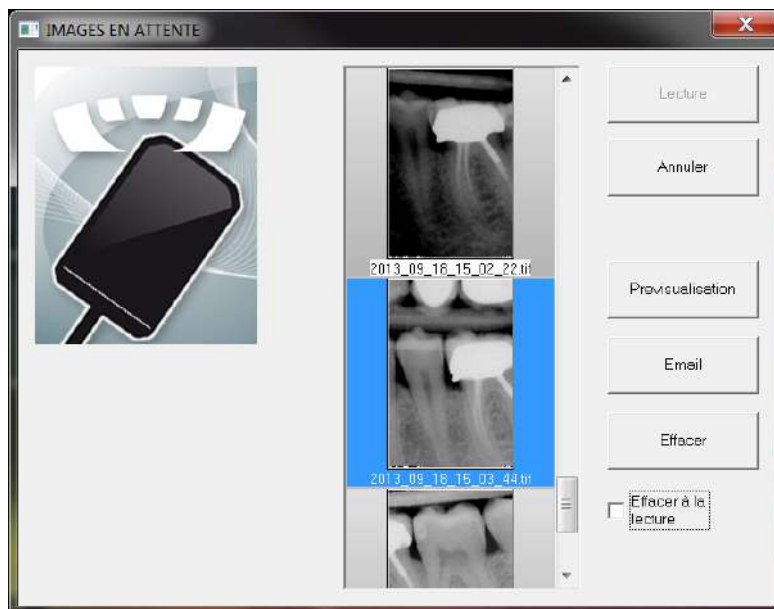 IMAGES EN ATTENTE
Lecture
Annuler
2013_09_18_15_02_22.tif
Previsualisation
Email
Effacer
2013_09_18_15_03_44.tif
Effacer à la
lecture